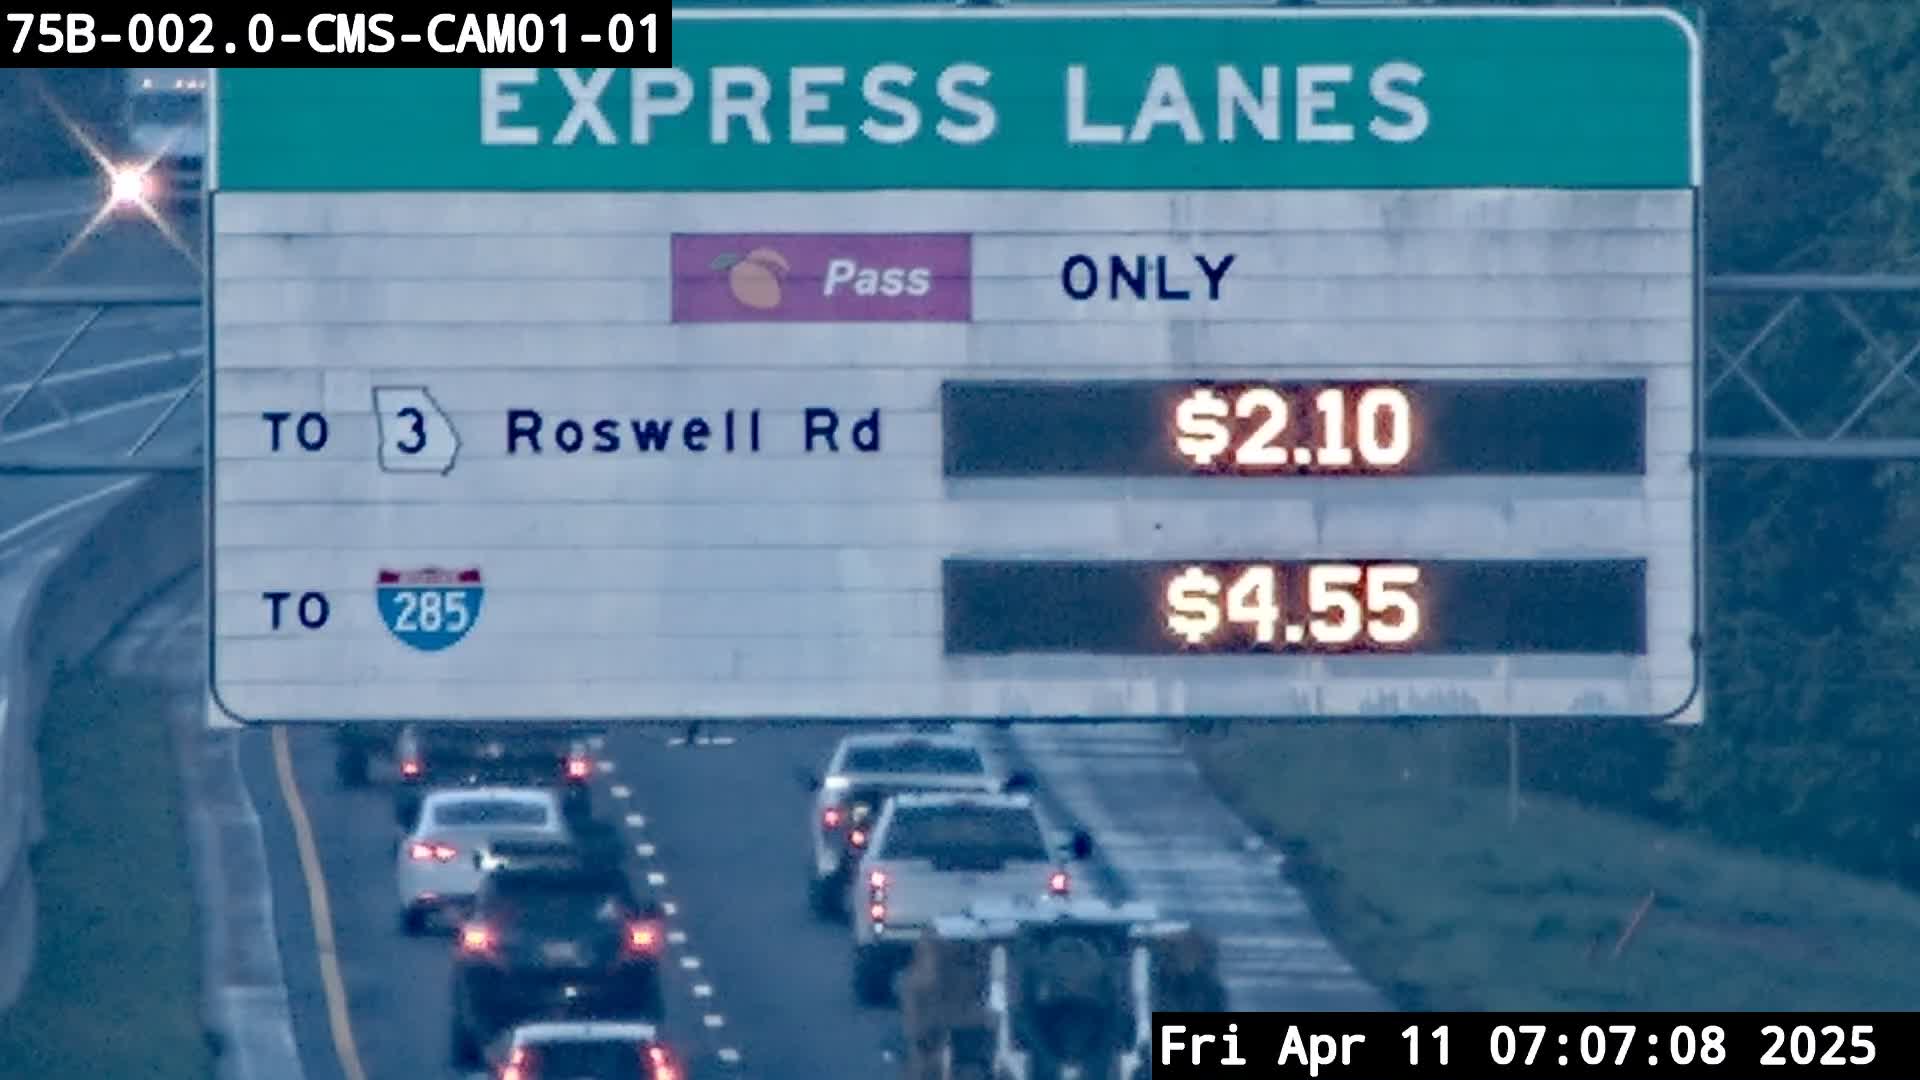 75B-002.0-CMS-CAM01-01
EXPRESS LANES
Pass ONLY
TO 3 Roswell Rd $2.10
TO 285 $4.55
Fri Apr 11 07:07:08 2025